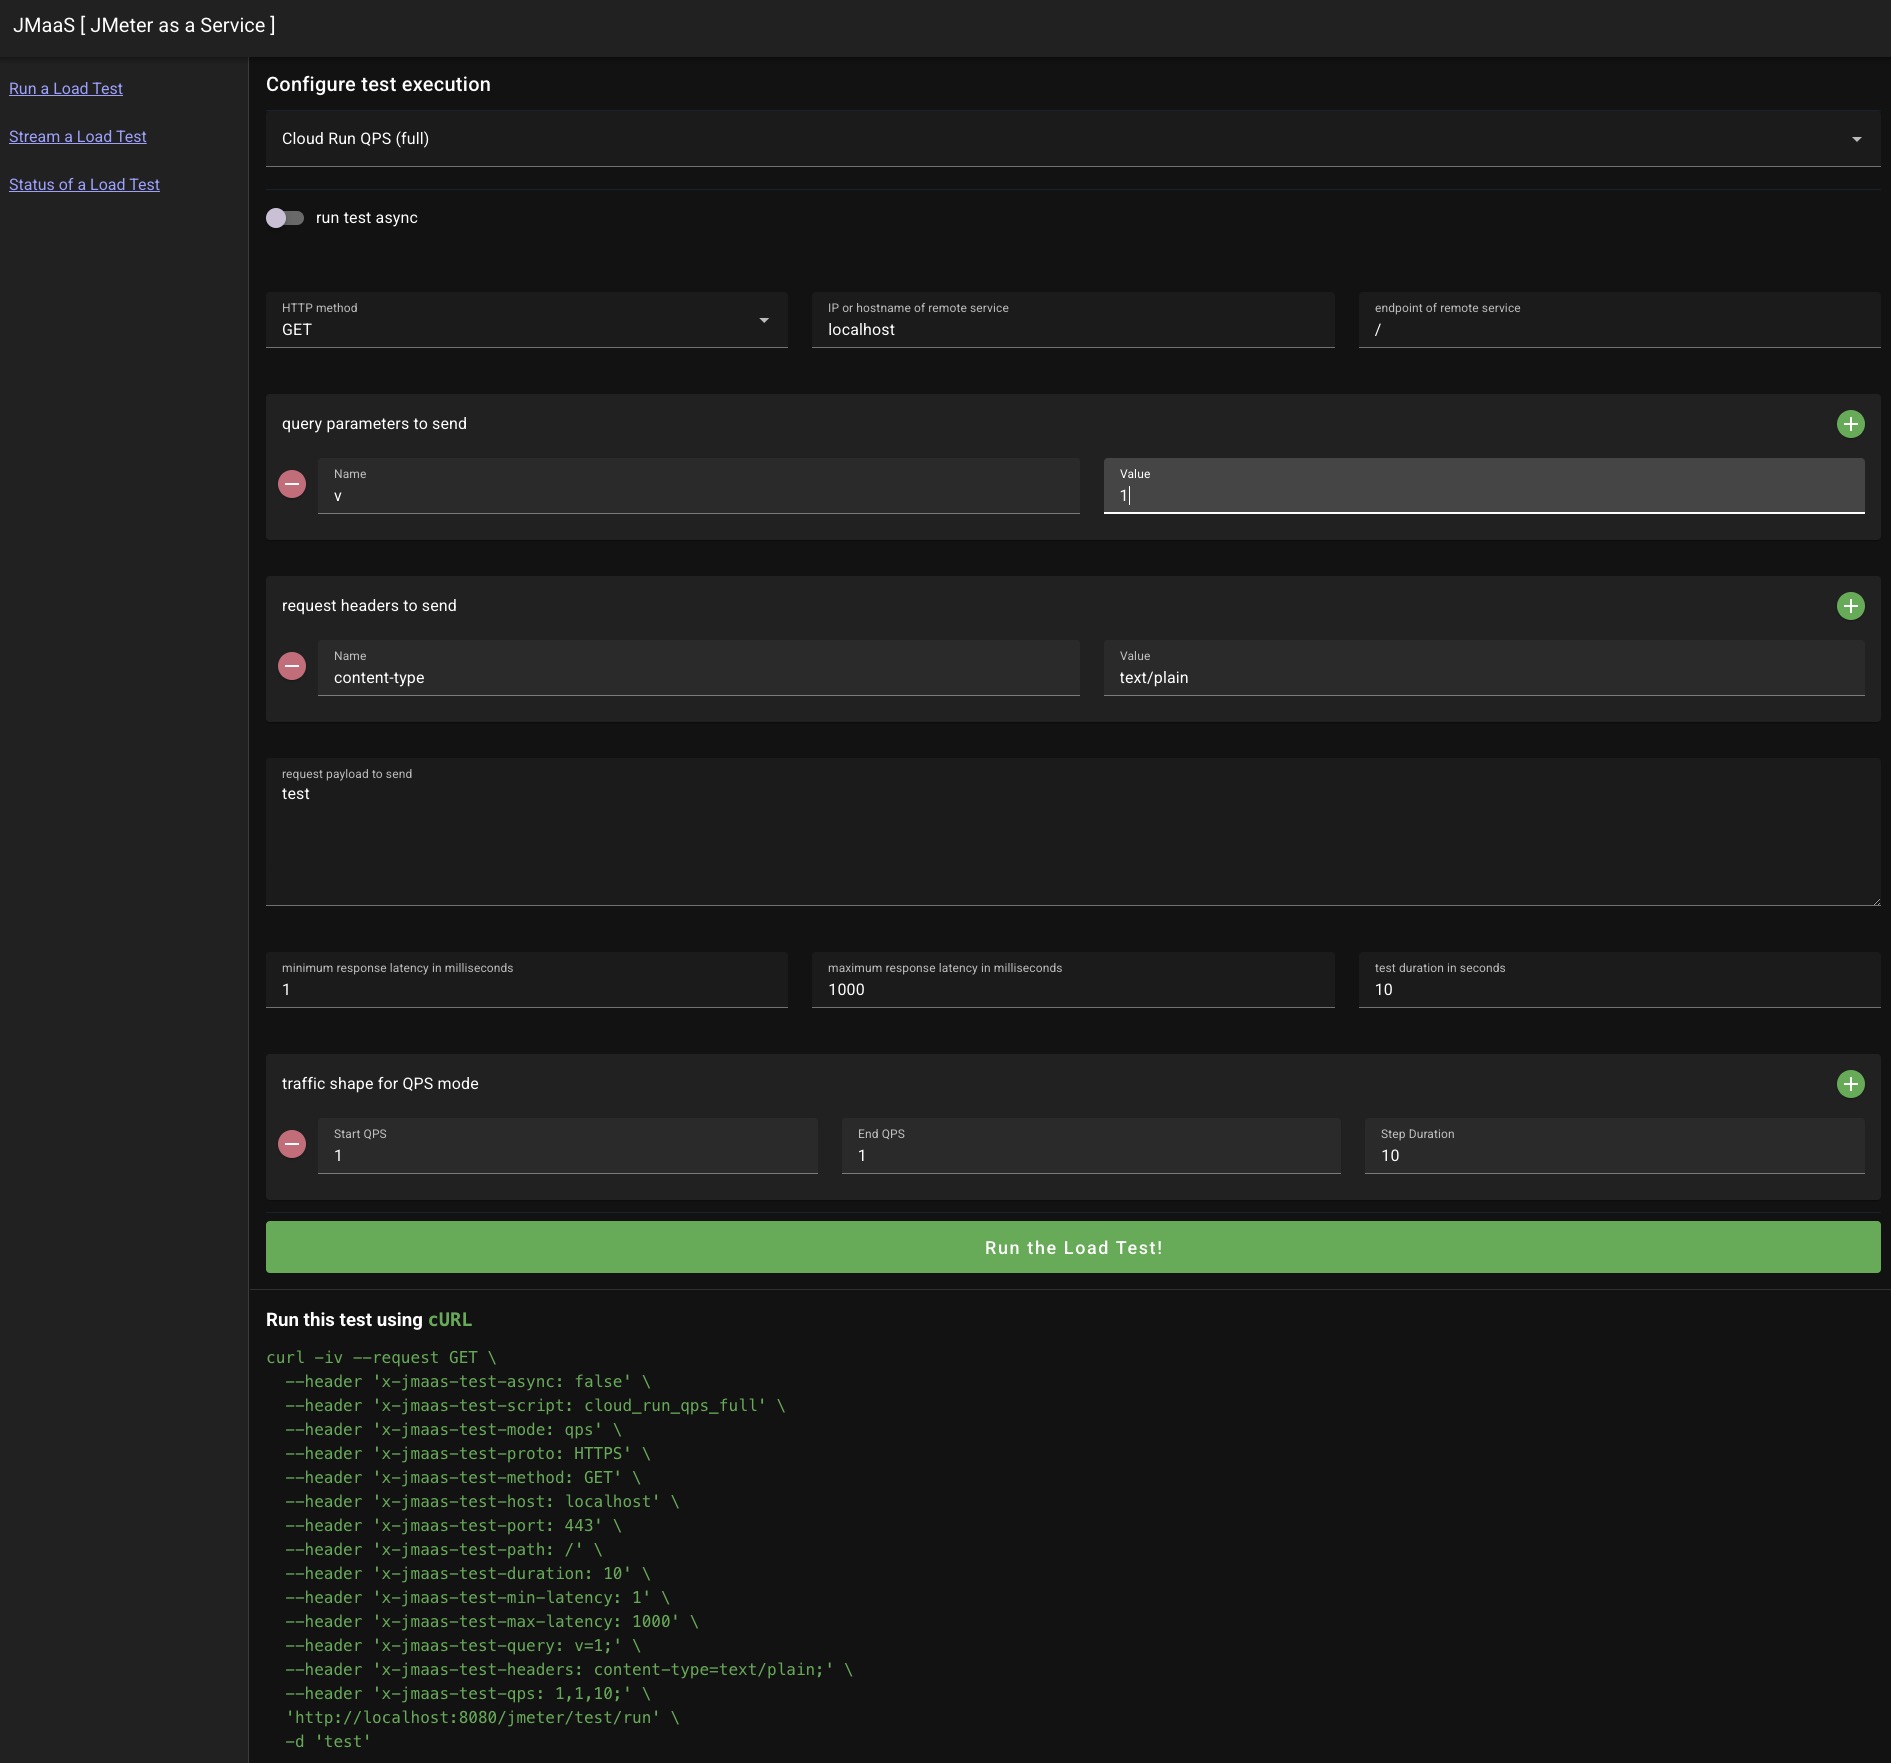 JMaaS [ JMeter as a Service ]
Run a Load Test
Stream a Load Test
Status of a Load Test
Configure test execution
Cloud Run QPS (full)
run test async
HTTP method
GET
IP or hostname of remote service
localhost
endpoint of remote service
/
query parameters to send
Name
v
Value
1
request headers to send
Name
content-type
Value
text/plain
request payload to send
test
minimum response latency in milliseconds
1
maximum response latency in milliseconds
1000
test duration in seconds
10
traffic shape for QPS mode
Start QPS
1
End QPS
1
Step Duration
10
Run the Load Test!
Run this test using cURL
curl -iv --request GET \
--header 'x-jmaas-test-async: false' \
--header 'x-jmaas-test-script: cloud_run_qps_full' \
--header 'x-jmaas-test-mode: qps' \
--header 'x-jmaas-test-proto: HTTPS' \
--header 'x-jmaas-test-method: GET' \
--header 'x-jmaas-test-host: localhost' \
--header 'x-jmaas-test-port: 443' \
--header 'x-jmaas-test-path: /' \
--header 'x-jmaas-test-duration: 10' \
--header 'x-jmaas-test-min-latency: 1' \
--header 'x-jmaas-test-max-latency: 1000' \
--header 'x-jmaas-test-query: v=1;' \
--header 'x-jmaas-test-headers: content-type=text/plain;' \
--header 'x-jmaas-test-qps: 1,1,10;' \
'http://localhost:8080/jmeter/test/run' \
-d 'test'